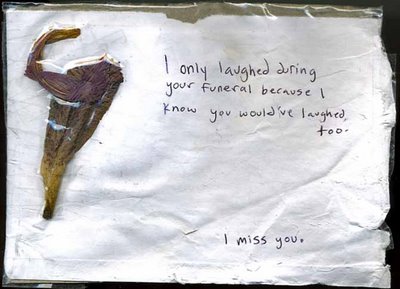 I only laughed during
your funeral because I
know you would've laughed
too.
I miss you.